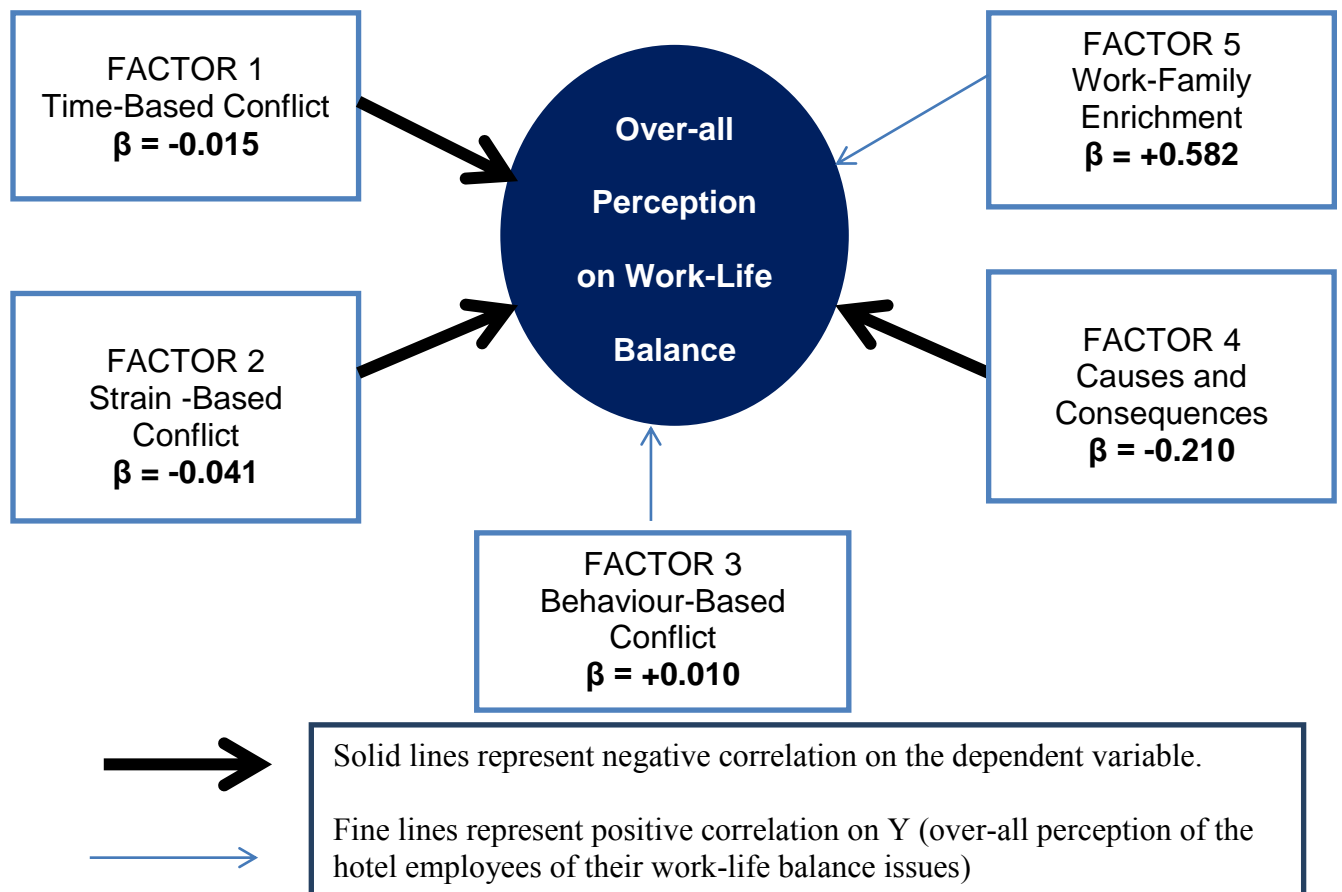 FACTOR 1
Time-Based Conflict
β = -0.015
Over-all
Perception
on Work-Life
Balance
FACTOR 5
Work-Family
Enrichment
β = +0.582
FACTOR 2
Strain -Based
Conflict
β = -0.041
FACTOR 4
Causes and
Consequences
β = -0.210
FACTOR 3
Behaviour-Based
Conflict
β = +0.010
Solid lines represent negative correlation on the dependent variable.
Fine lines represent positive correlation on Y (over-all perception of the
hotel employees of their work-life balance issues)